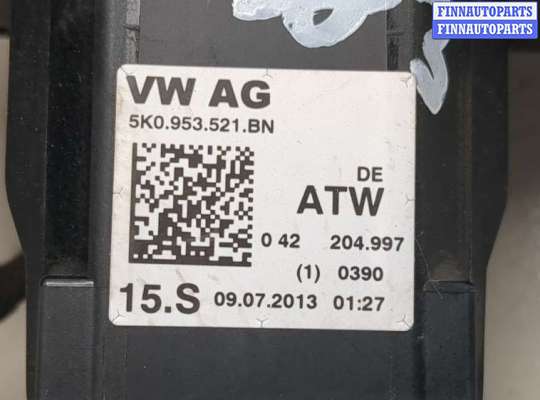 FINNAUTOPARTS
FINNAUTOPARTS
VW AG
5K0.953.521.BN
DE
ATW
0 42 204.997
(1) 0390
15.S 09.07.2013 01:27